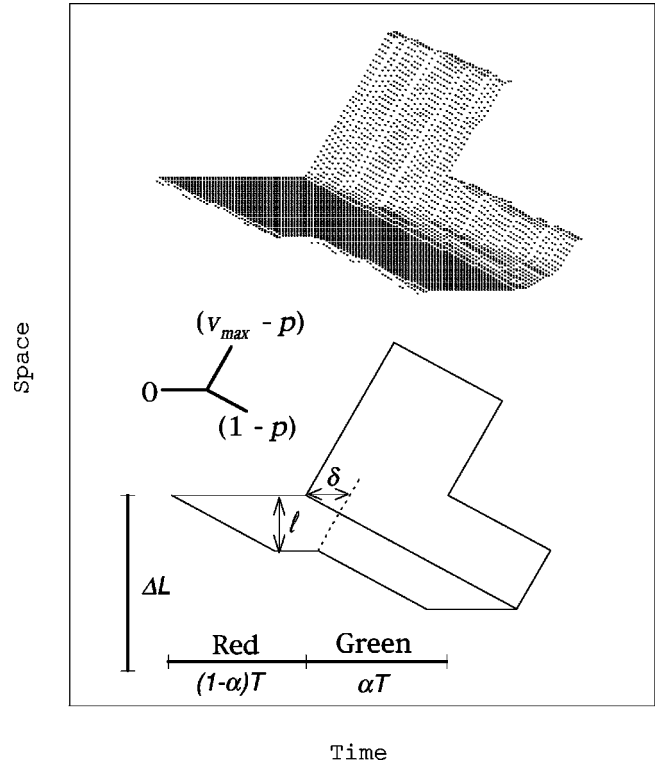 (v_max - p)
0
(1 - p)
Space
δ
ℓ
ΔL
Red Green
(1-α)T αT
Time